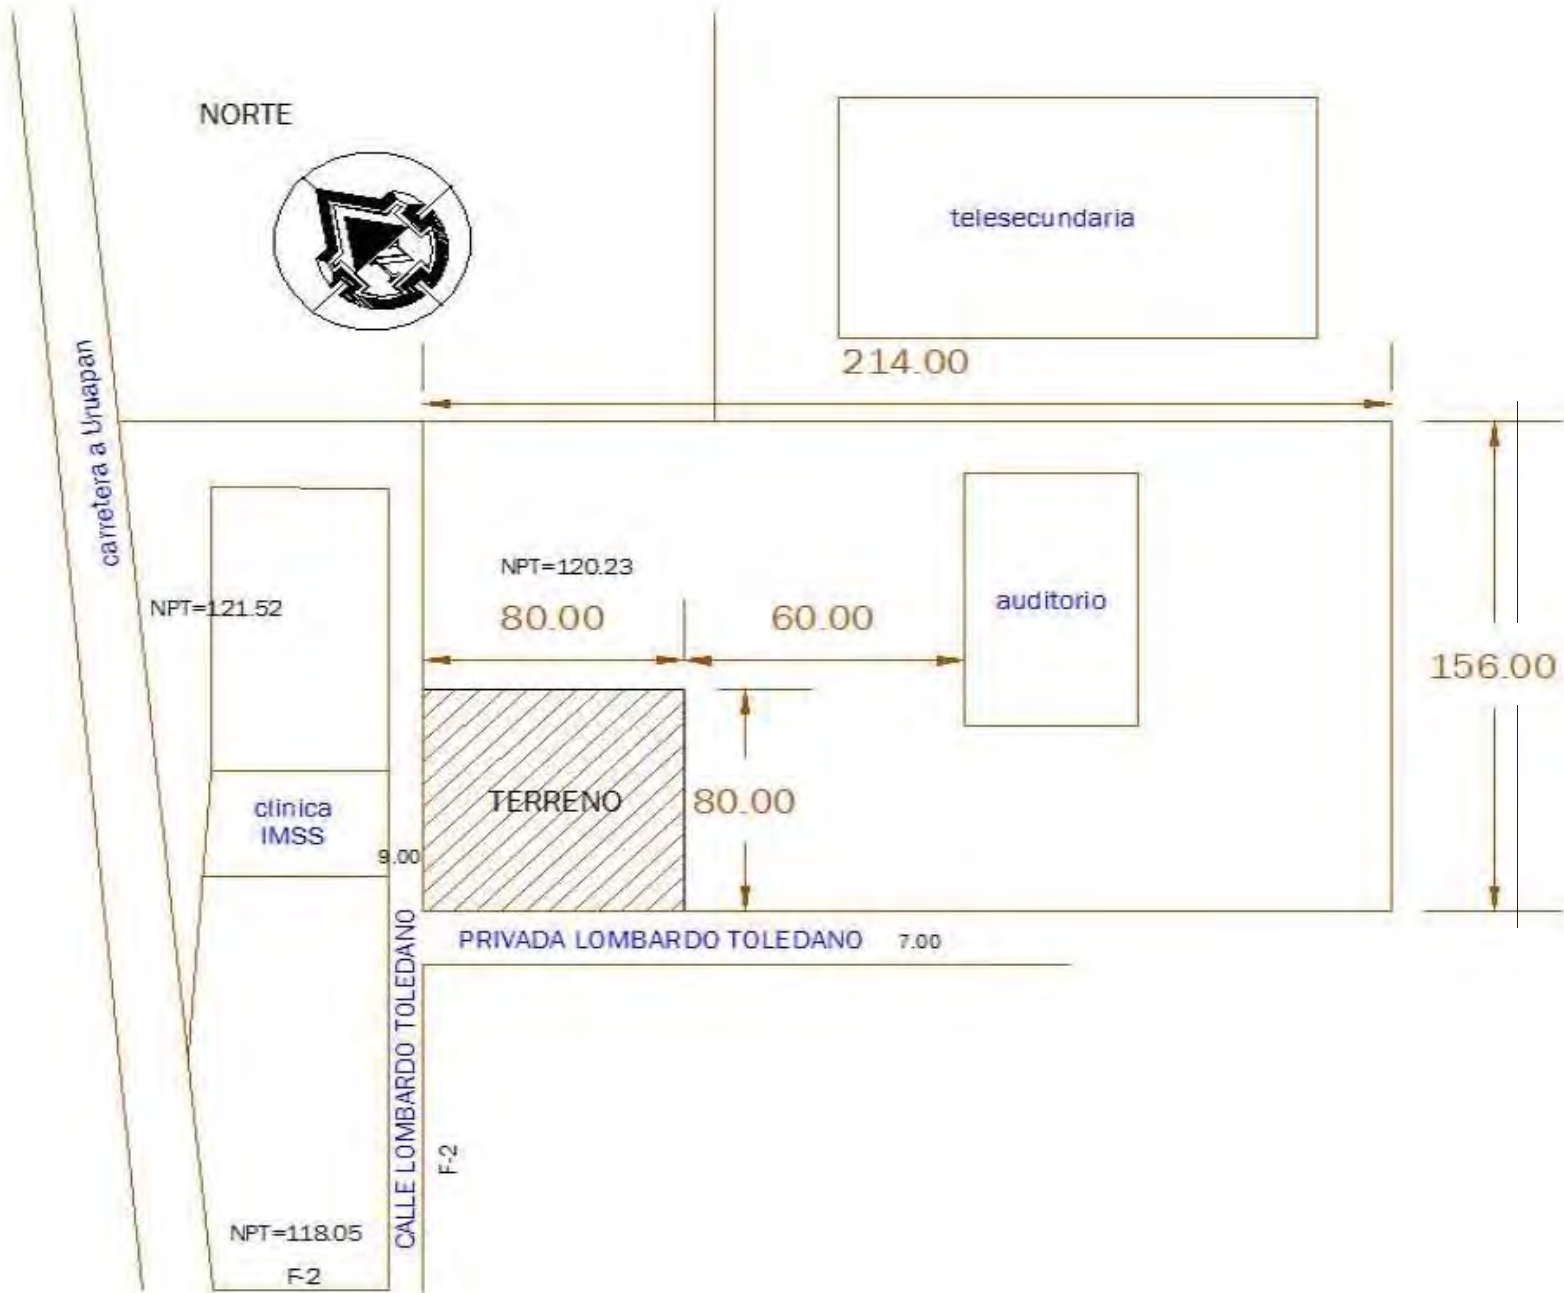 NORTE
telesecundaria
214.00
carretera a Uruapan
NPT=120.23
NPT=121.52
80.00
60.00
auditorio
156.00
TERRENO
80.00
clinica
IMSS
9.00
PRIVADA LOMBARDO TOLEDANO
7.00
CALLE LOMBARDO TOLEDANO
F-2
NPT=118.05
F-2